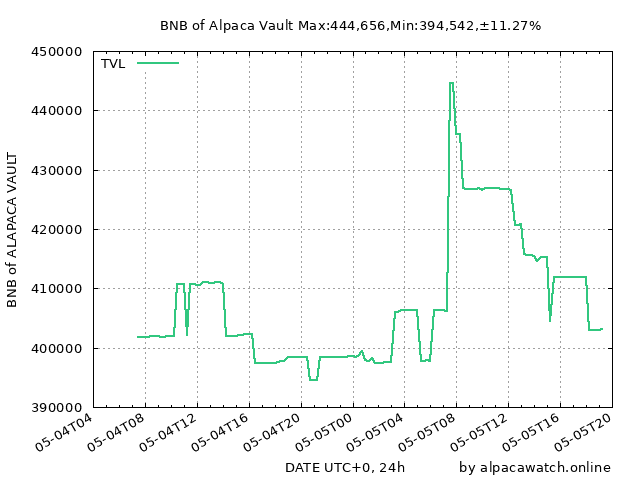 BNB of Alpaca Vault Max:444,656,Min:394,542,±11.27%
TVL
450000
440000
430000
420000
410000
400000
390000
BNB of ALAPACA VAULT
05-04T04
05-04T08
05-04T12
05-04T16
05-04T20
05-05T00
05-05T04
05-05T08
05-05T12
05-05T16
05-05T20
DATE UTC+0, 24h
by alpacawatch.online